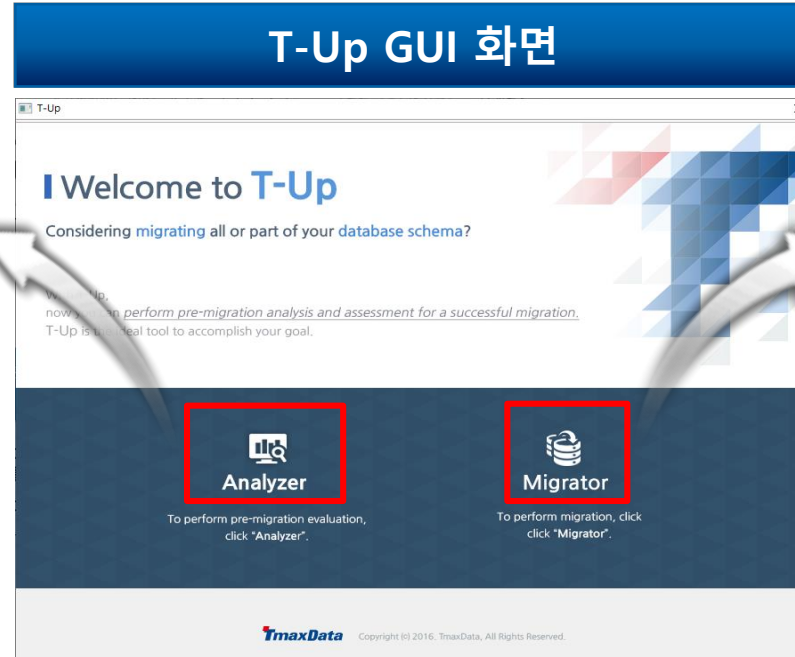 T-Up GUI 화면
T-Up
Welcome to T-Up
Considering migrating all or part of your database schema?
now perform pre-migration analysis and assessment for a successful migration.
T-Up is ideal tool to accomplish your goal.
Analyzer
Migrator
To perform pre-migration evaluation,
click "Analyzer".
To perform migration, click
click "Migrator".
TmaxData Copyright (c) 2016. TmaxData, All Rights Reserved.